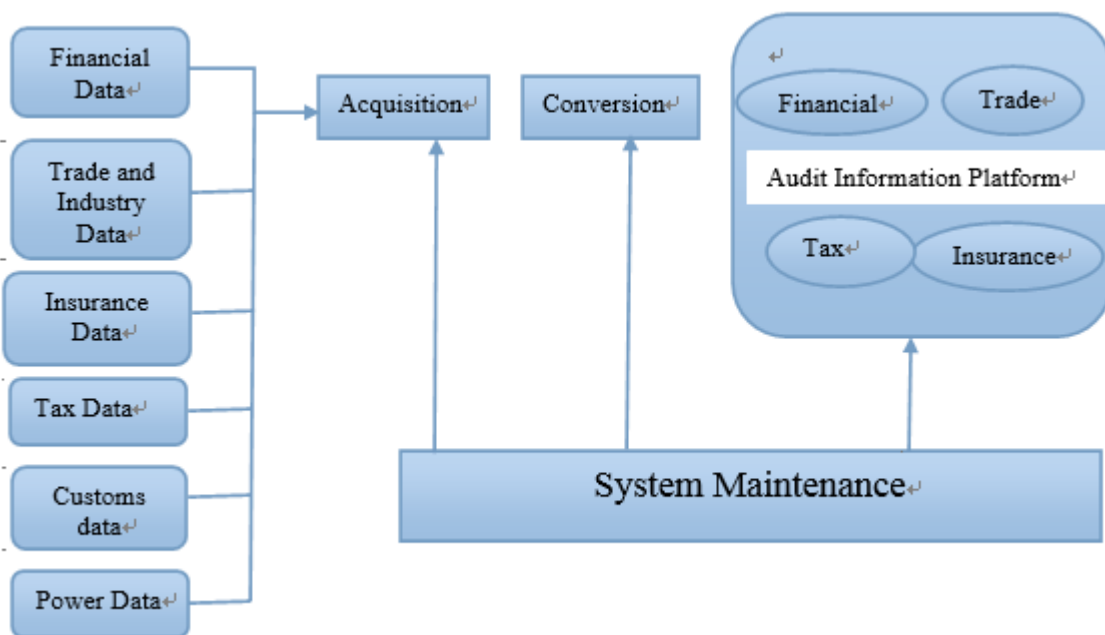 Financial
Data
Trade and
Industry
Data
Insurance
Data
Tax Data
Customs
data
Power Data
Acquisition
Conversion
Financial
Trade
Audit Information Platform
Tax
Insurance
System Maintenance